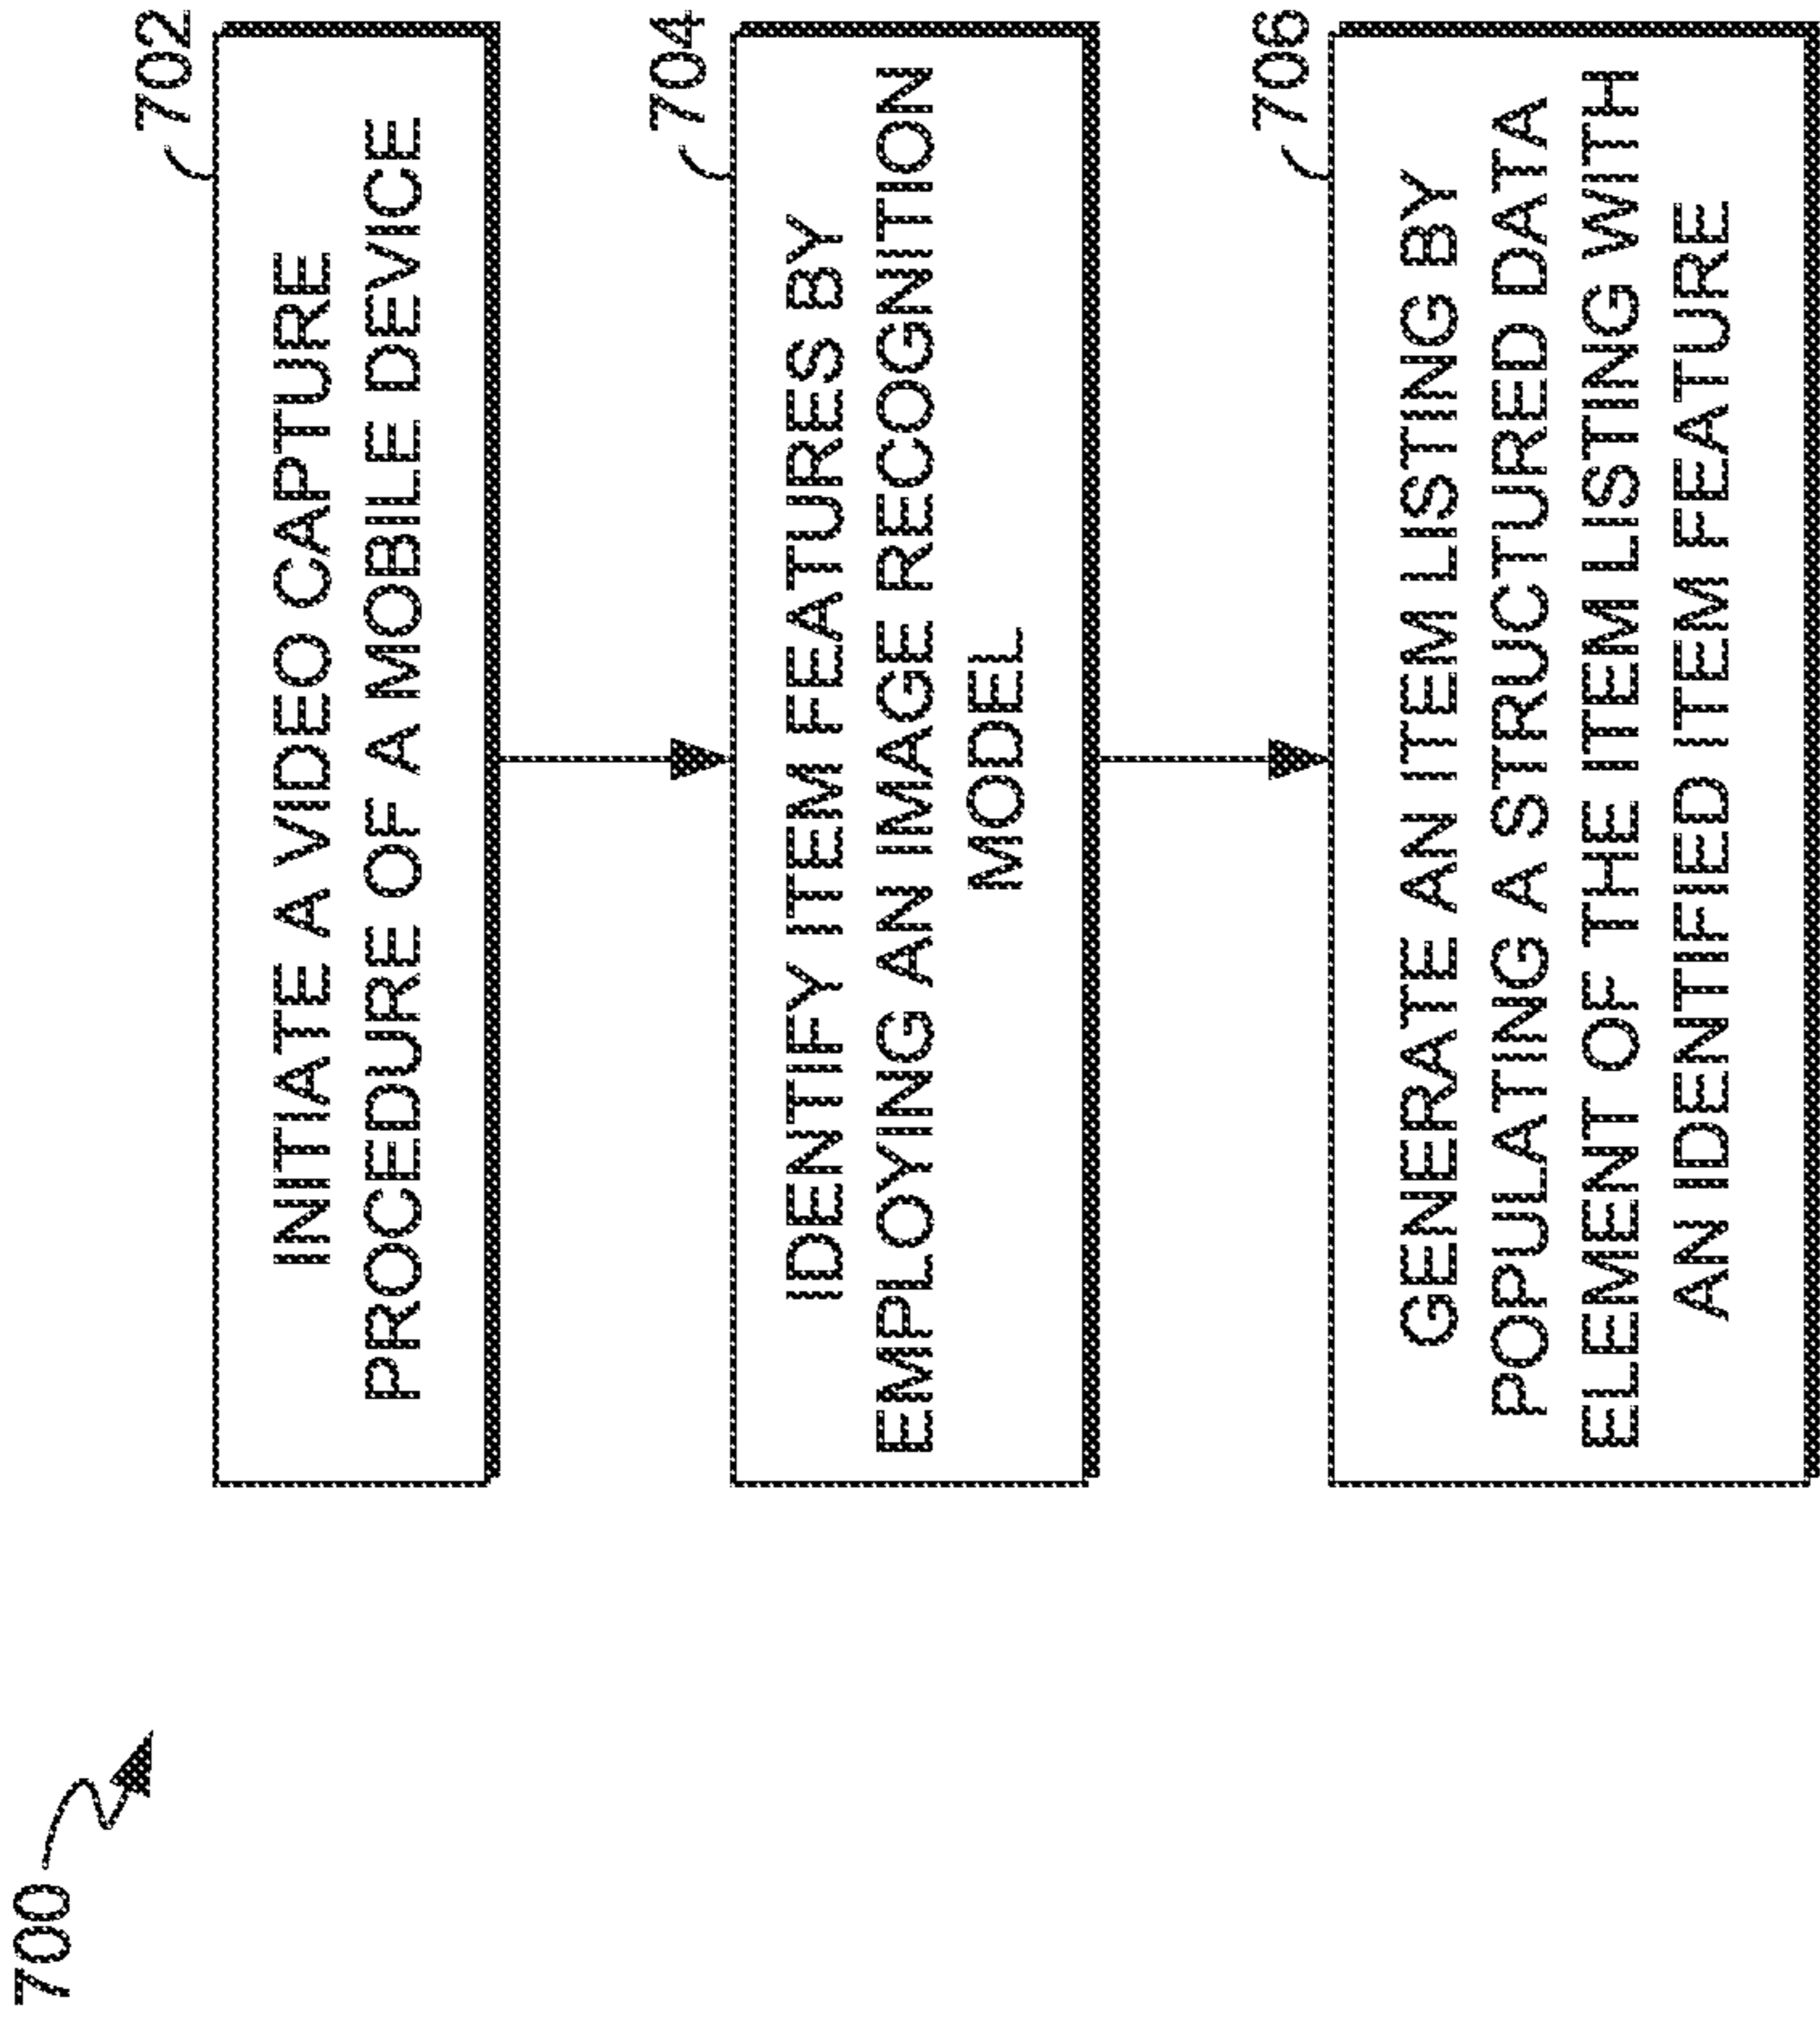 700
702
INITIATE A VIDEO CAPTURE
PROCEDURE OF A MOBILE DEVICE
704
IDENTIFY ITEM FEATURES BY
EMPLOYING AN IMAGE RECOGNITION
MODEL
706
GENERATE AN ITEM LISTING BY
POPULATING A STRUCTURED DATA
ELEMENT OF THE ITEM LISTING WITH
AN IDENTIFIED ITEM FEATURE